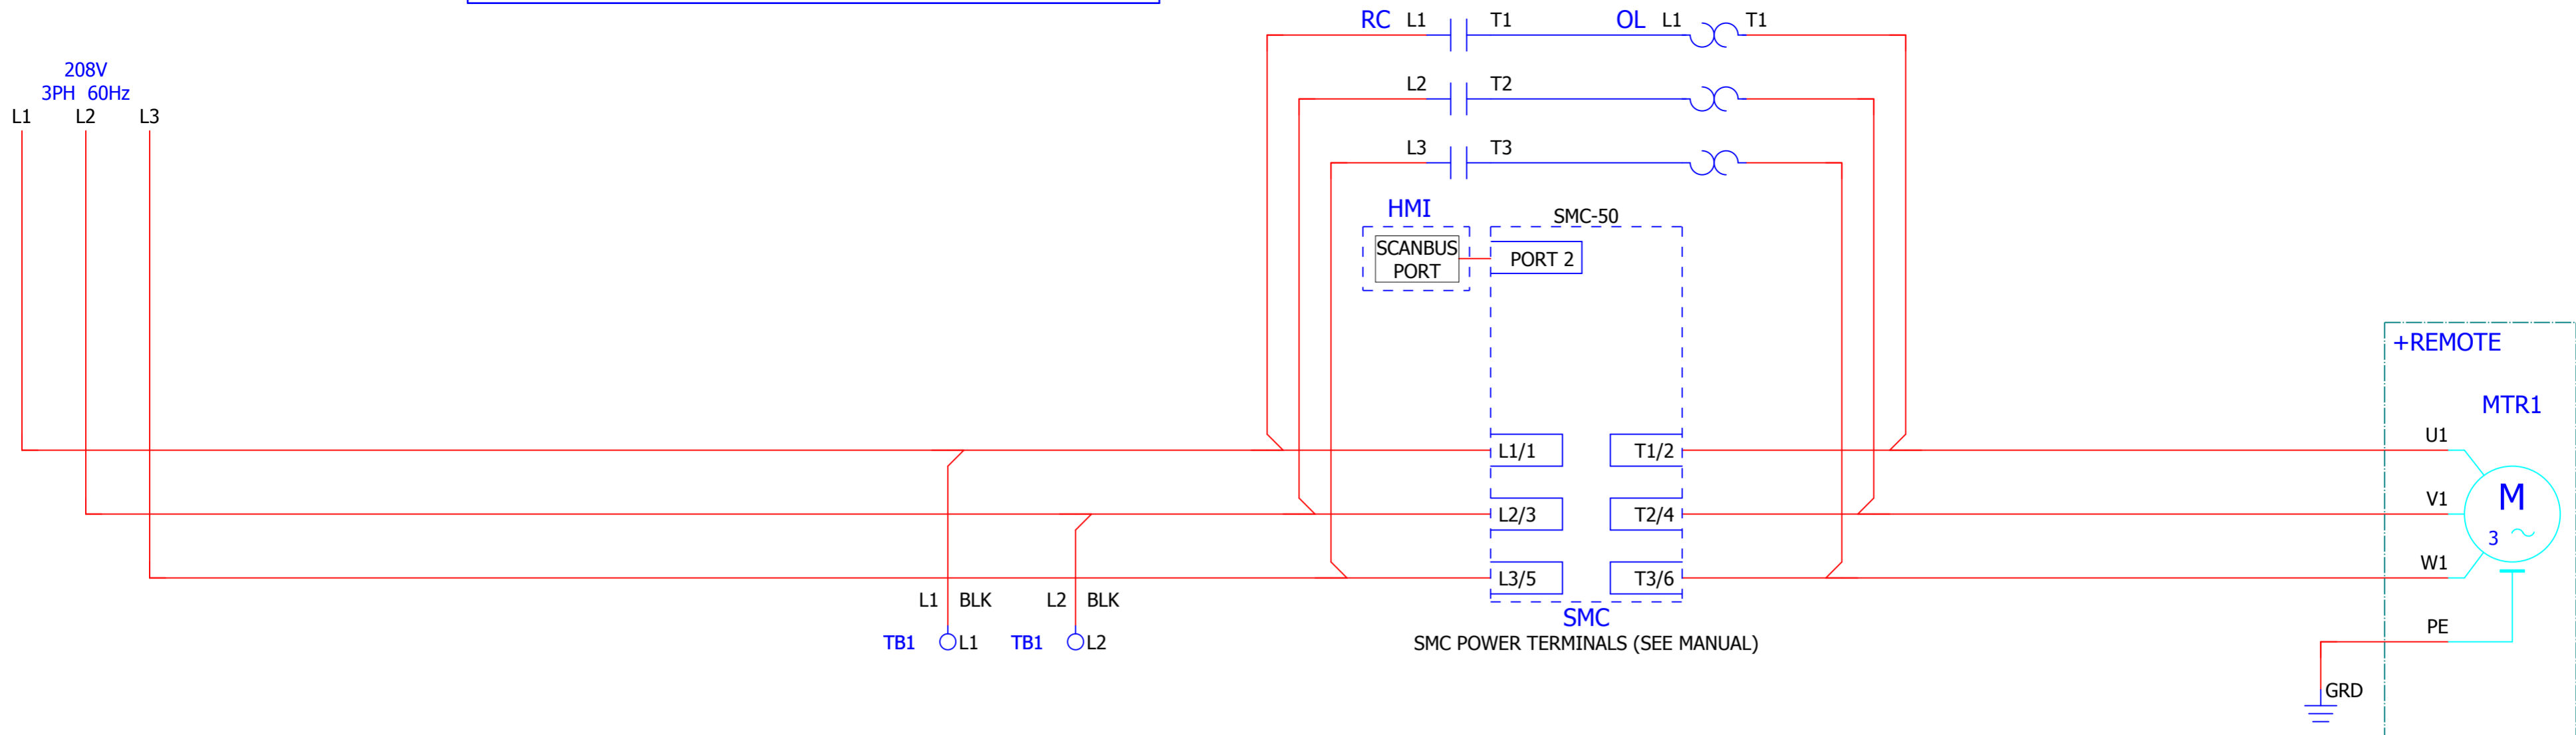 RC L1 T1 OL L1 T1
208V
3PH 60Hz
L1 L2 L3
L2 T2
L3 T3
HMI
SMC-50
SCANBUS
PORT
PORT 2
+REMOTE
MTR1
U1
L1/1 T1/2
V1
M
3
L2/3 T2/4
W1
L3/5 T3/6
L1 BLK L2 BLK
SMC
PE
TB1 L1 TB1 L2
SMC POWER TERMINALS (SEE MANUAL)
GRD